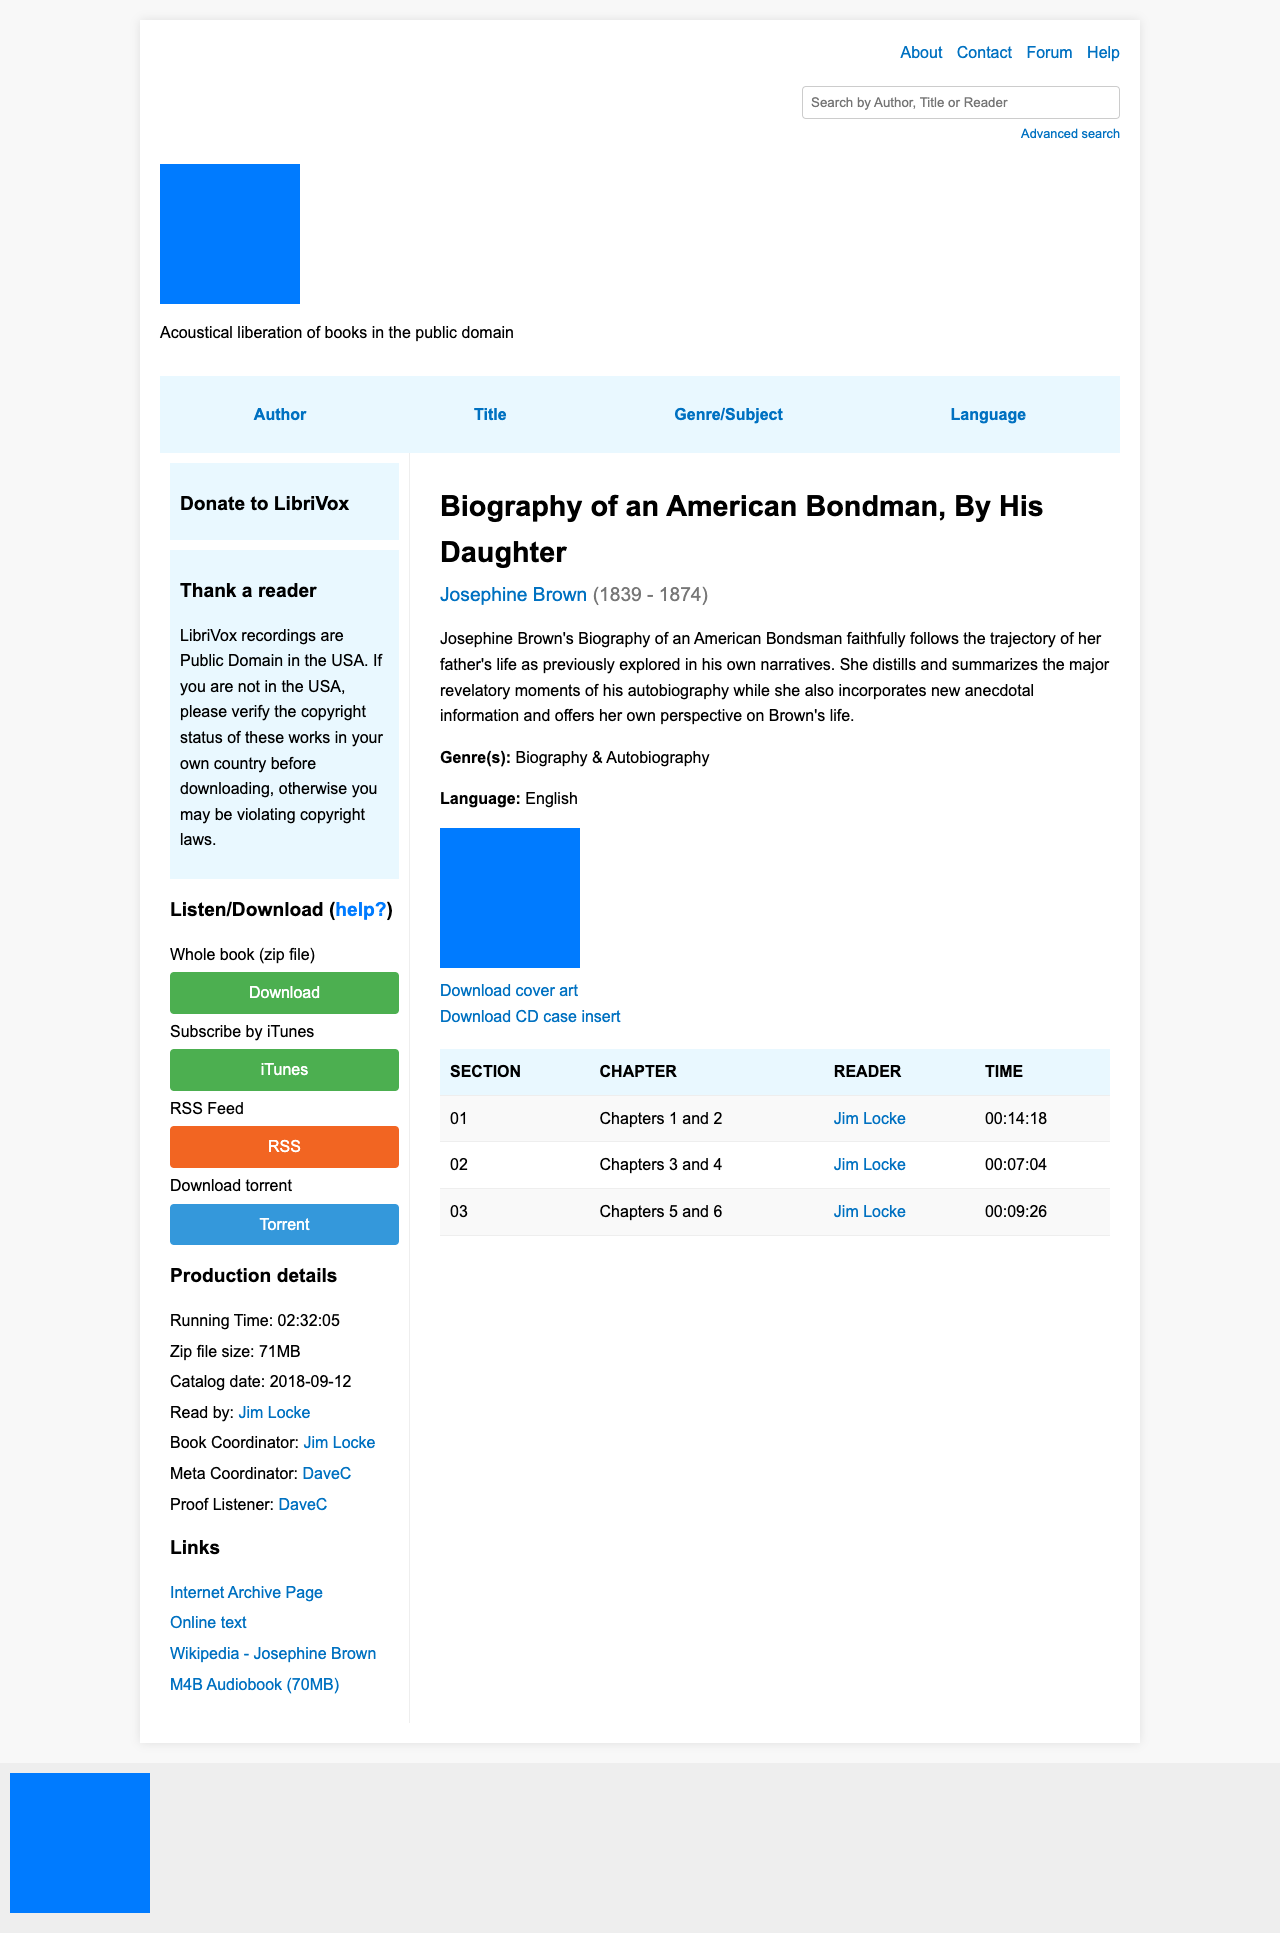 About Contact Forum Help
Search by Author, Title or Reader
Advanced search
Acoustical liberation of books in the public domain
Author Title Genre/Subject Language
Donate to LibriVox
Thank a reader
LibriVox recordings are
Public Domain in the USA. If
you are not in the USA,
please verify the copyright
status of these works in your
own country before
downloading, otherwise you
may be violating copyright
laws.
Listen/Download (help?)
Whole book (zip file)
Download
Subscribe by iTunes
iTunes
RSS Feed
RSS
Download torrent
Torrent
Production details
Running Time: 02:32:05
Zip file size: 71MB
Catalog date: 2018-09-12
Read by: Jim Locke
Book Coordinator: Jim Locke
Meta Coordinator: DaveC
Proof Listener: DaveC
Links
Internet Archive Page
Online text
Wikipedia - Josephine Brown
M4B Audiobook (70MB)
Biography of an American Bondman, By His
Daughter
Josephine Brown (1839 - 1874)
Josephine Brown's Biography of an American Bondsman faithfully follows the trajectory of her
father's life as previously explored in his own narratives. She distills and summarizes the major
revelatory moments of his autobiography while she also incorporates new anecdotal
information and offers her own perspective on Brown's life.
Genre(s): Biography & Autobiography
Language: English
Download cover art
Download CD case insert
SECTION CHAPTER READER TIME
01 Chapters 1 and 2 Jim Locke 00:14:18
02 Chapters 3 and 4 Jim Locke 00:07:04
03 Chapters 5 and 6 Jim Locke 00:09:26